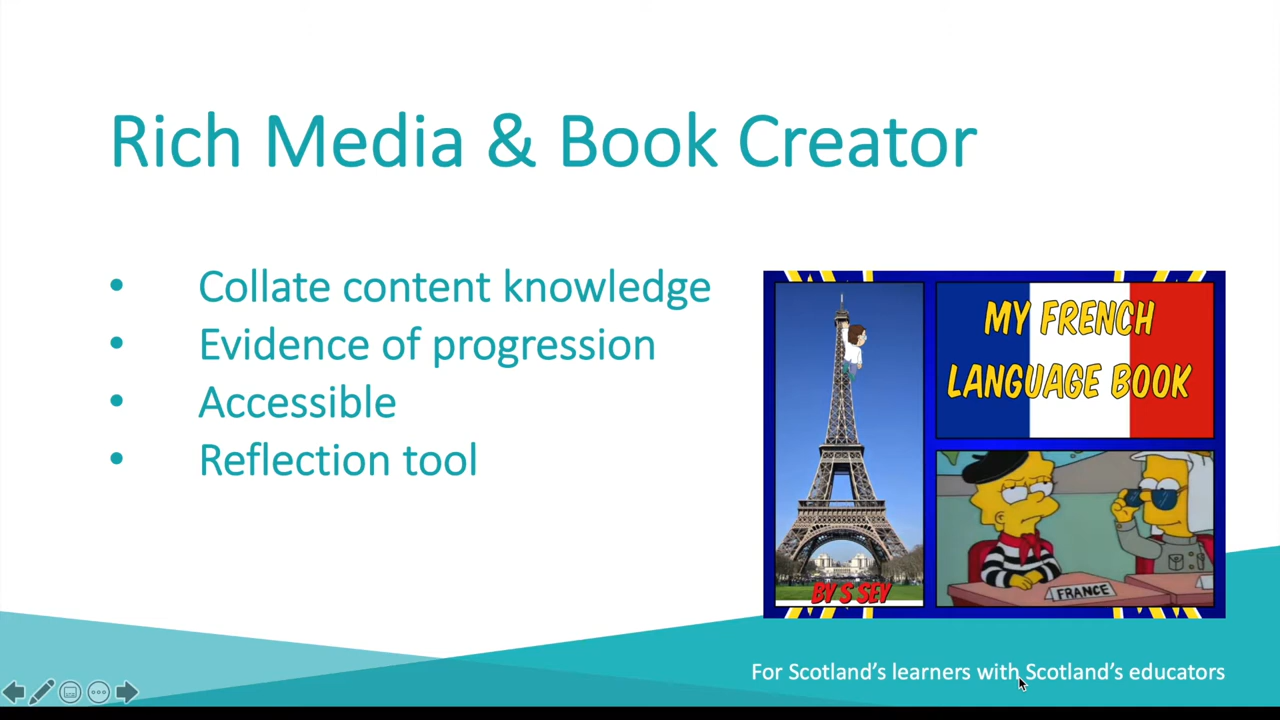 Rich Media & Book Creator
• Collate content knowledge
• Evidence of progression
• Accessible
• Reflection tool
MY FRENCH
LANGUAGE BOOK
BY S SEY
FRANCE
For Scotland's learners with Scotland's educators